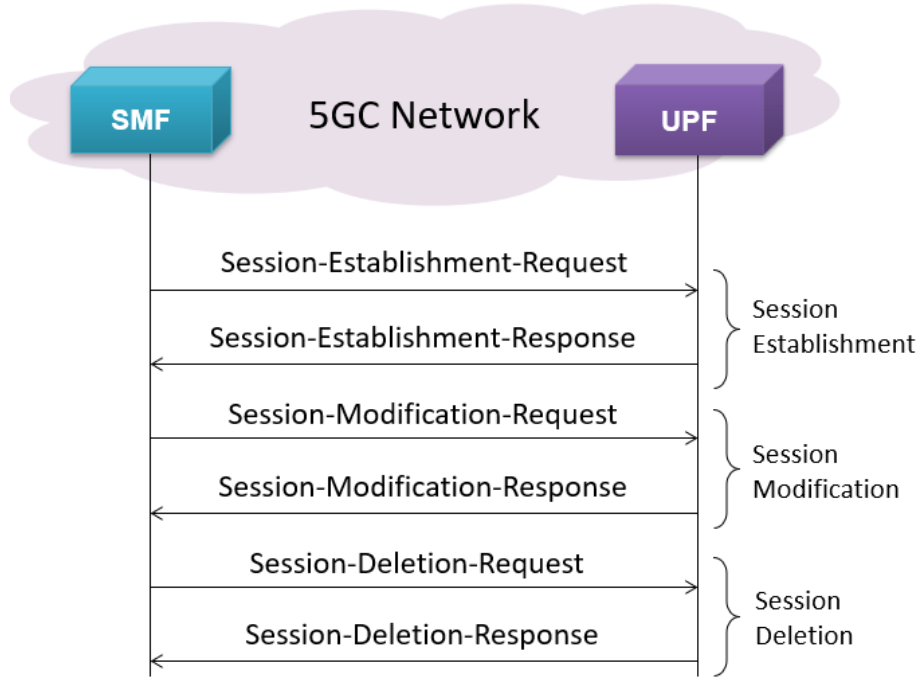 SMF
5GC Network
UPF
Session-Establishment-Request
Session-Establishment-Response
Session
Establishment
Session-Modification-Request
Session-Modification-Response
Session
Modification
Session-Deletion-Request
Session-Deletion-Response
Session
Deletion